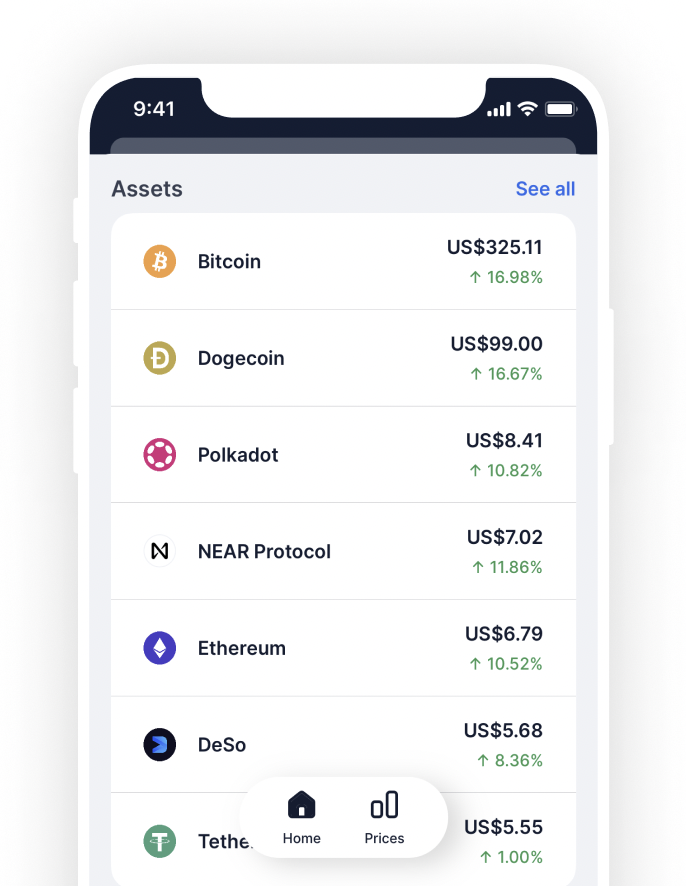 9:41
Assets
See all
Bitcoin
US$325.11
↑ 16.98%
Dogecoin
US$99.00
↑ 16.67%
Polkadot
US$8.41
↑ 10.82%
NEAR Protocol
US$7.02
↑ 11.86%
Ethereum
US$6.79
↑ 10.52%
DeSo
US$5.68
↑ 8.36%
Tethe
US$5.55
↑ 1.00%
Home
Prices